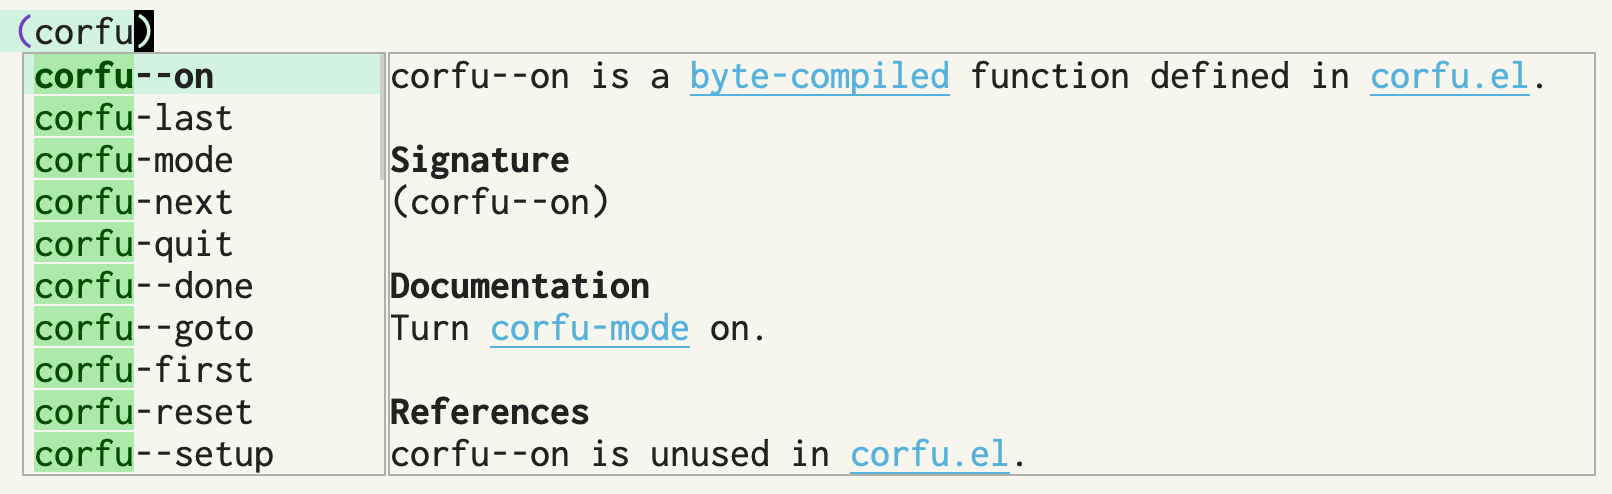 (corfu)
corfu--on
corfu-last
corfu-mode
corfu-next
corfu-quit
corfu--done
corfu--goto
corfu-first
corfu-reset
corfu--setup
corfu--on is a byte-compiled function defined in corfu.el.
Signature
(corfu--on)
Documentation
Turn corfu-mode on.
References
corfu--on is unused in corfu.el.